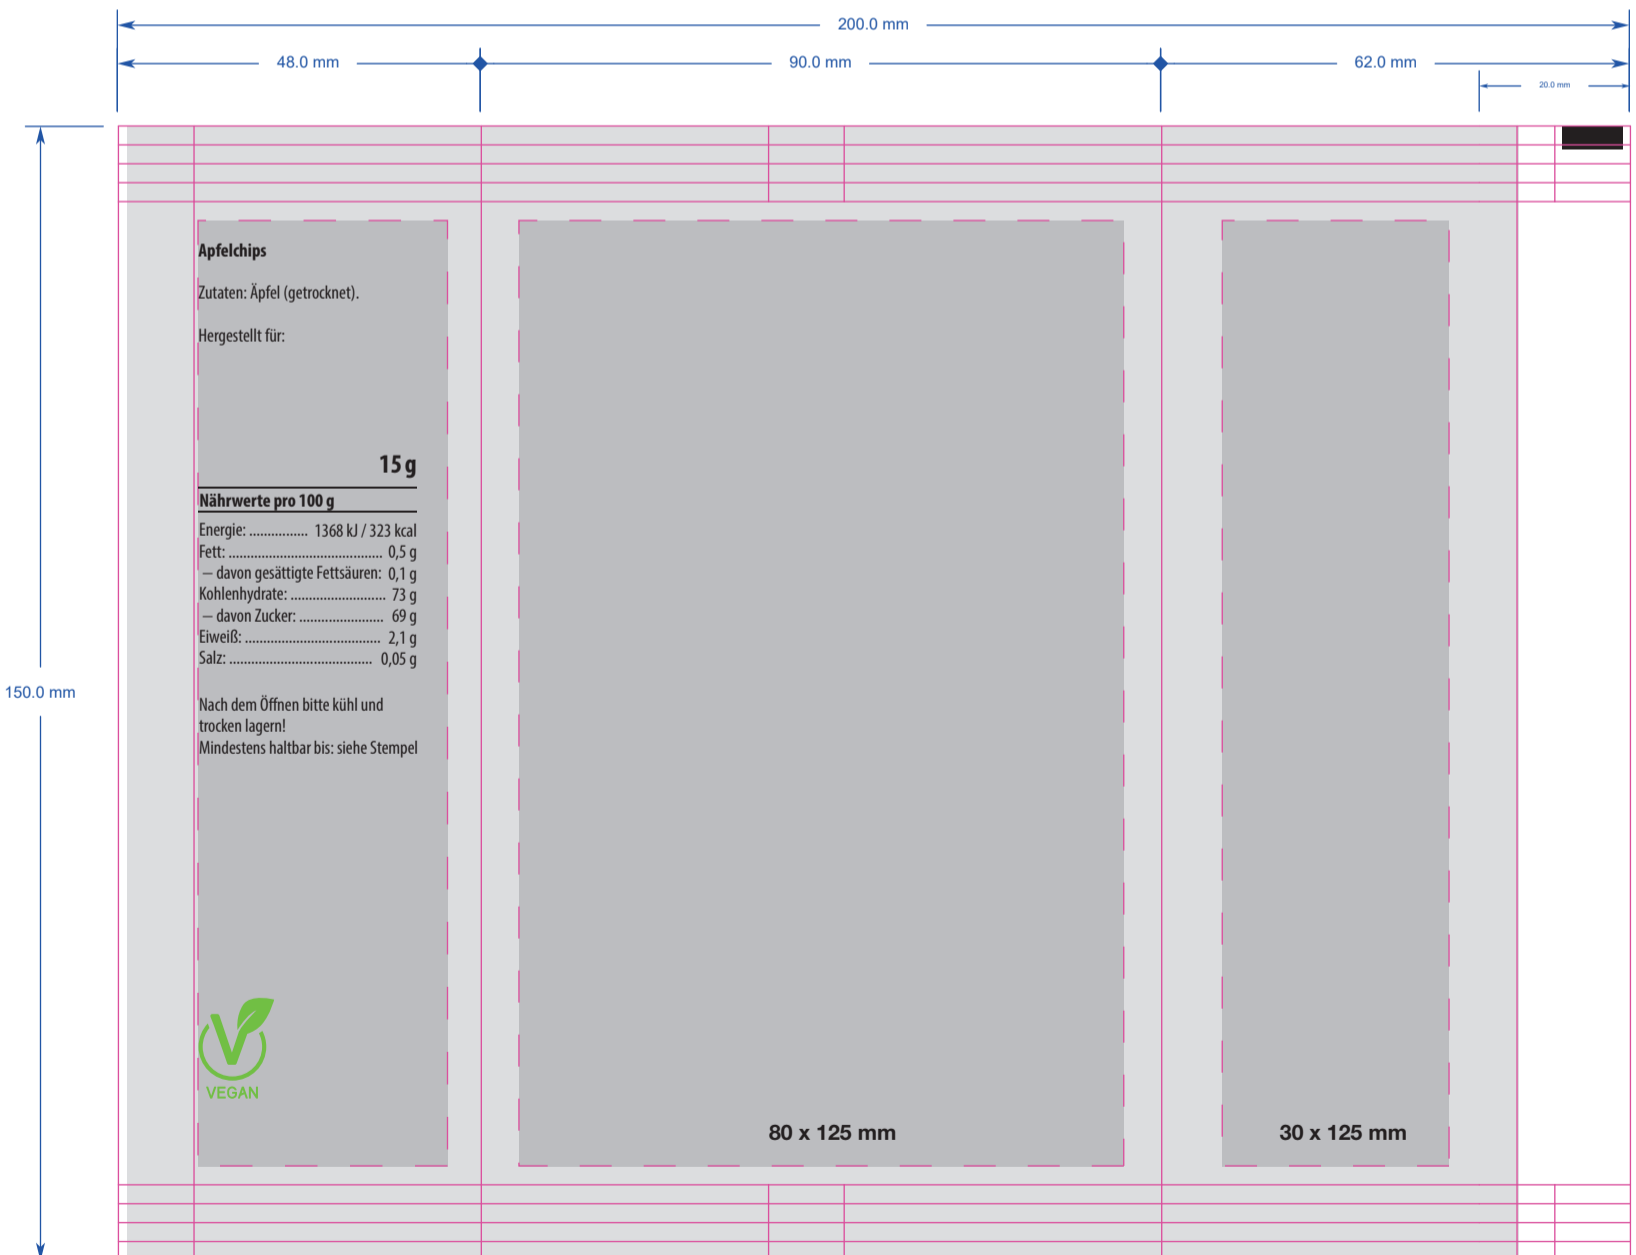 200.0 mm
48.0 mm
90.0 mm
62.0 mm
20.0 mm
150.0 mm
Apfelchips
Zutaten: Äpfel (getrocknet).
Hergestellt für:
15 g
Nährwerte pro 100 g
Energie: ................ 1368 kJ / 323 kcal
Fett: .......................................... 0,5 g
– davon gesättigte Fettsäuren: 0,1 g
Kohlenhydrate: .......................... 73 g
– davon Zucker: ....................... 69 g
Eiweiß: ..................................... 2,1 g
Salz: ....................................... 0,05 g
Nach dem Öffnen bitte kühl und
trocken lagern!
Mindestens haltbar bis: siehe Stempel
V
VEGAN
80 x 125 mm
30 x 125 mm